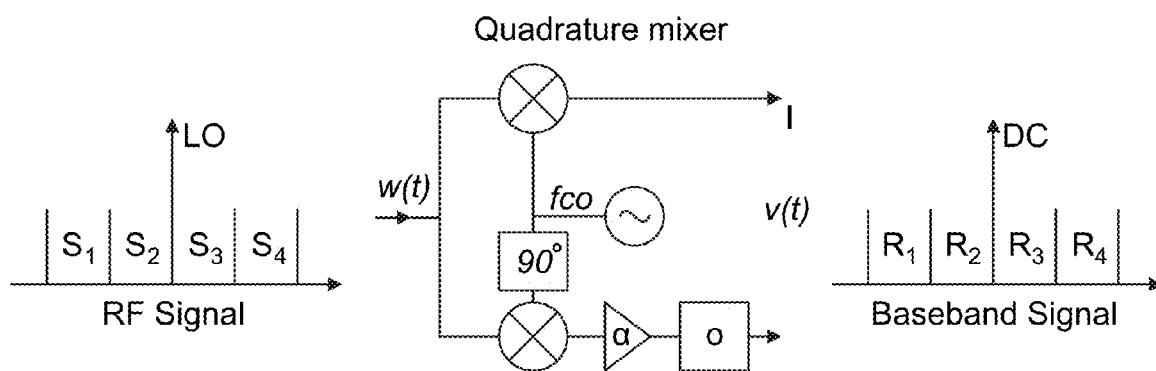 Quadrature mixer
LO
S₁ S₂ S₃ S₄
RF Signal
w(t)
fco
90°
α
o
I
v(t)
DC
R₁ R₂ R₃ R₄
Baseband Signal